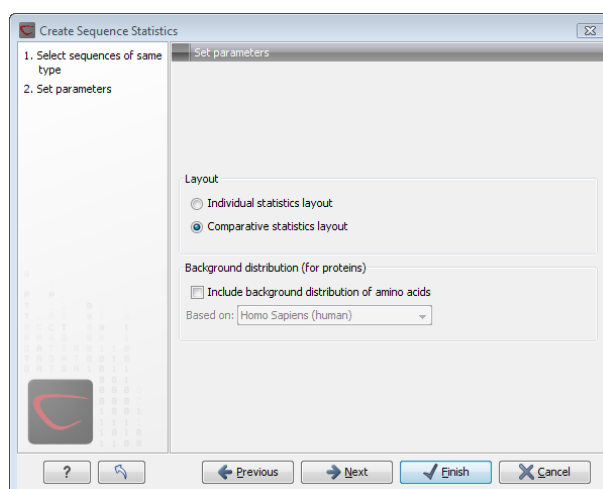 Create Sequence Statistics
1. Select sequences of same
type
2. Set parameters
Set parameters
Layout
Individual statistics layout
Comparative statistics layout
Background distribution (for proteins)
Include background distribution of amino acids
Based on: Homo Sapiens (human)
? Previous Next Finish Cancel